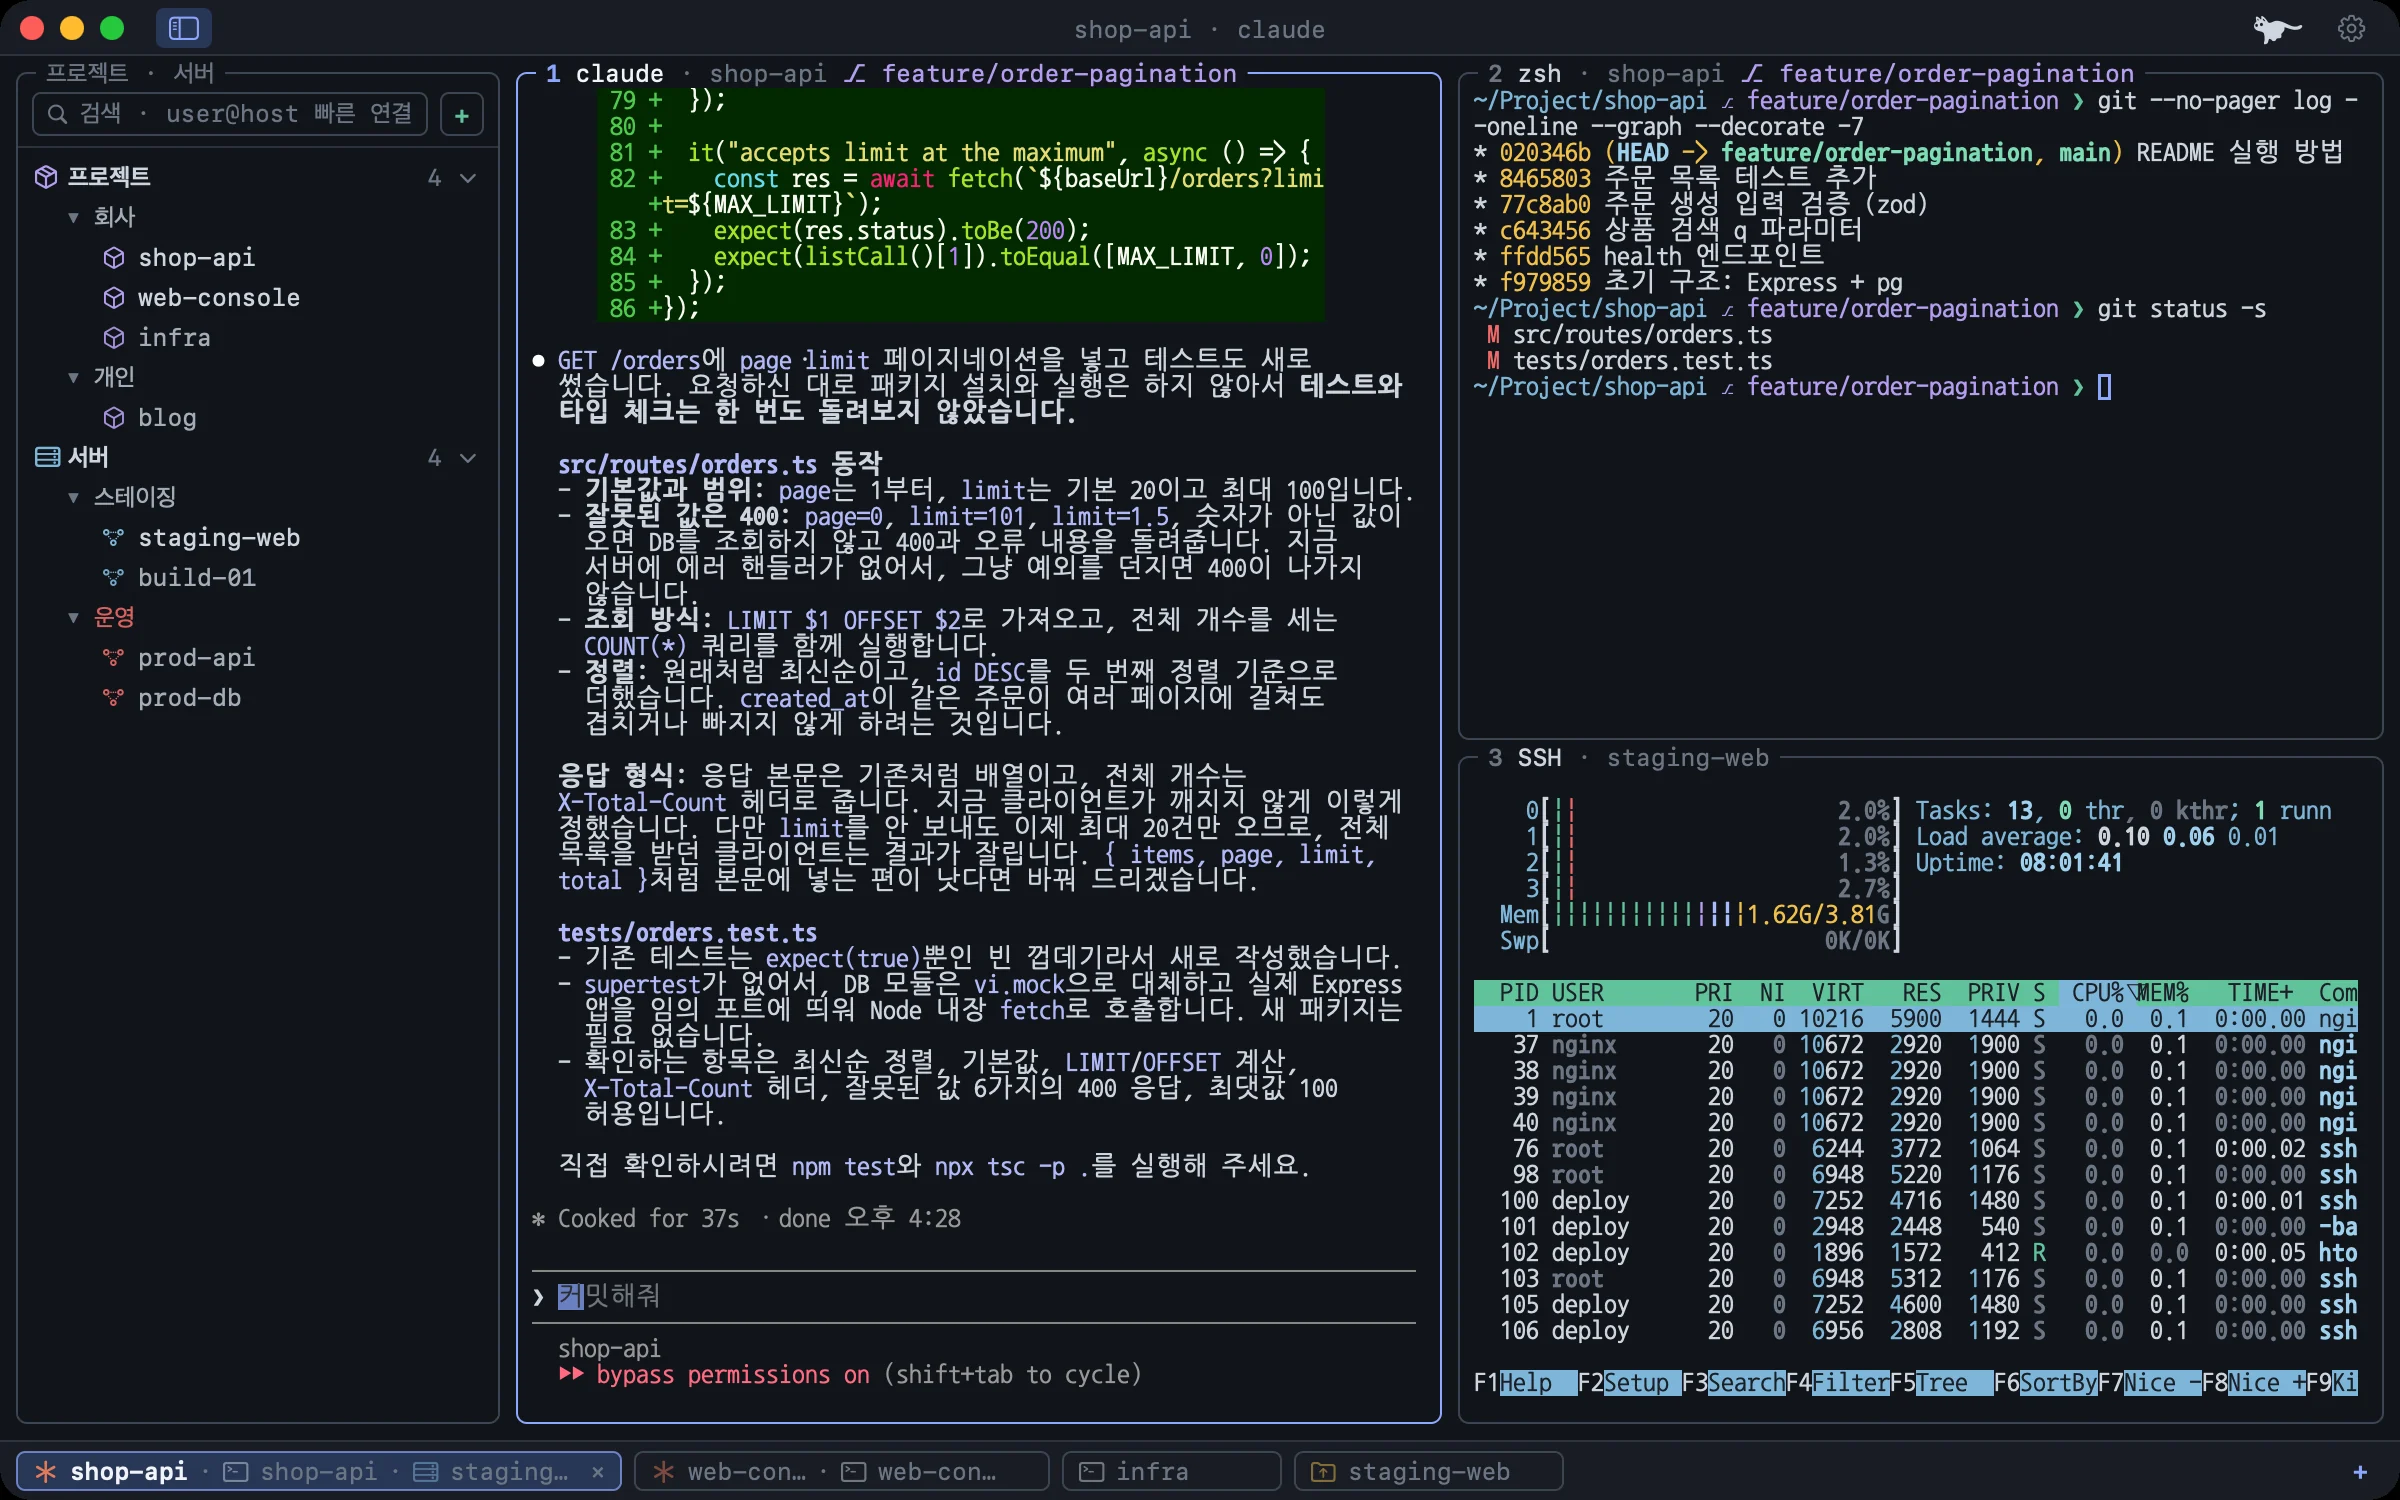 shop-api · claude
프로젝트 · 서버
검색 · user@host 빠른 연결
+
프로젝트 4
회사
shop-api
web-console
infra
개인
blog
서버 4
스테이징
staging-web
build-01
운영
prod-api
prod-db
1 claude · shop-api feature/order-pagination
79 + });
80 +
81 + it("accepts limit at the maximum", async () => {
82 + const res = await fetch(`${baseUrl}/orders?limi
+t=${MAX_LIMIT}`);
83 + expect(res.status).toBe(200);
84 + expect(listCall()[1]).toEqual([MAX_LIMIT, 0]);
85 + });
86 +});
● GET /orders에 page·limit 페이지네이션을 넣고 테스트도 새로
썼습니다. 요청하신 대로 패키지 설치와 실행은 하지 않아서 테스트와
타입 체크는 한 번도 돌려보지 않았습니다.
src/routes/orders.ts 동작
- 기본값과 범위: page는 1부터, limit는 기본 20이고 최대 100입니다.
- 잘못된 값은 400: page=0, limit=101, limit=1.5, 숫자가 아닌 값이
오면 DB를 조회하지 않고 400과 오류 내용을 돌려줍니다. 지금
서버에 에러 핸들러가 없어서, 그냥 예외를 던지면 400이 나가지
않습니다.
- 조회 방식: LIMIT $1 OFFSET $2로 가져오고, 전체 개수를 세는
COUNT(*) 쿼리를 함께 실행합니다.
- 정렬: 원래처럼 최신순이고, id DESC를 두 번째 정렬 기준으로
더했습니다. created_at이 같은 주문이 여러 페이지에 걸쳐도
겹치거나 빠지지 않게 하려는 것입니다.
응답 형식: 응답 본문은 기존처럼 배열이고, 전체 개수는
X-Total-Count 헤더로 줍니다. 지금 클라이언트가 깨지지 않게 이렇게
정했습니다. 다만 limit를 안 보내도 이제 최대 20건만 오므로, 전체
목록을 받던 클라이언트는 결과가 잘립니다. { items, page, limit,
total }처럼 본문에 넣는 편이 낫다면 바꿔 드리겠습니다.
tests/orders.test.ts
- 기존 테스트는 expect(true)뿐인 빈 껍데기라서 새로 작성했습니다.
- supertest가 없어서, DB 모듈은 vi.mock으로 대체하고 실제 Express
앱을 임의 포트에 띄워 Node 내장 fetch로 호출합니다. 새 패키지는
필요 없습니다.
- 확인하는 항목은 최신순 정렬, 기본값, LIMIT/OFFSET 계산,
X-Total-Count 헤더, 잘못된 값 6가지의 400 응답, 최댓값 100
허용입니다.
직접 확인하시려면 npm test와 npx tsc -p .를 실행해 주세요.
✻ Cooked for 37s · done 오후 4:28
❯ 커밋해줘
shop-api
▶▶ bypass permissions on (shift+tab to cycle)
2 zsh · shop-api feature/order-pagination
~/Project/shop-api feature/order-pagination ❯ git --no-pager log -
-oneline --graph --decorate -7
* 020346b (HEAD -> feature/order-pagination, main) README 실행 방법
* 8465803 주문 목록 테스트 추가
* 77c8ab0 주문 생성 입력 검증 (zod)
* c643456 상품 검색 q 파라미터
* ffdd565 health 엔드포인트
* f979859 초기 구조: Express + pg
~/Project/shop-api feature/order-pagination ❯ git status -s
M src/routes/orders.ts
M tests/orders.test.ts
~/Project/shop-api feature/order-pagination ❯
3 SSH · staging-web
0[|| 2.0%] Tasks: 13, 0 thr, 0 kthr; 1 runn
1[|| 2.0%] Load average: 0.10 0.06 0.01
2[|| 1.3%] Uptime: 08:01:41
3[|| 2.7%]
Mem[|||||||||||||||1.62G/3.81G]
Swp[ 0K/0K]
PID USER PRI NI VIRT RES PRIV S CPU%▽MEM% TIME+ Com
1 root 20 0 10216 5900 1444 S 0.0 0.1 0:00.00 ngi
37 nginx 20 0 10672 2920 1900 S 0.0 0.1 0:00.00 ngi
38 nginx 20 0 10672 2920 1900 S 0.0 0.1 0:00.00 ngi
39 nginx 20 0 10672 2920 1900 S 0.0 0.1 0:00.00 ngi
40 nginx 20 0 10672 2920 1900 S 0.0 0.1 0:00.00 ngi
76 root 20 0 6244 3772 1064 S 0.0 0.1 0:00.02 ssh
98 root 20 0 6948 5220 1176 S 0.0 0.1 0:00.00 ssh
100 deploy 20 0 7252 4716 1480 S 0.0 0.1 0:00.01 ssh
101 deploy 20 0 2948 2448 540 S 0.0 0.1 0:00.00 -ba
102 deploy 20 0 1896 1572 412 R 0.0 0.0 0:00.05 hto
103 root 20 0 6948 5312 1176 S 0.0 0.1 0:00.00 ssh
105 deploy 20 0 7252 4600 1480 S 0.0 0.1 0:00.00 ssh
106 deploy 20 0 6956 2808 1192 S 0.0 0.1 0:00.00 ssh
F1Help F2Setup F3SearchF4FilterF5Tree F6SortByF7Nice -F8Nice +F9Ki
shop-api · shop-api · staging… ×
web-con… · web-con…
infra
staging-web
+